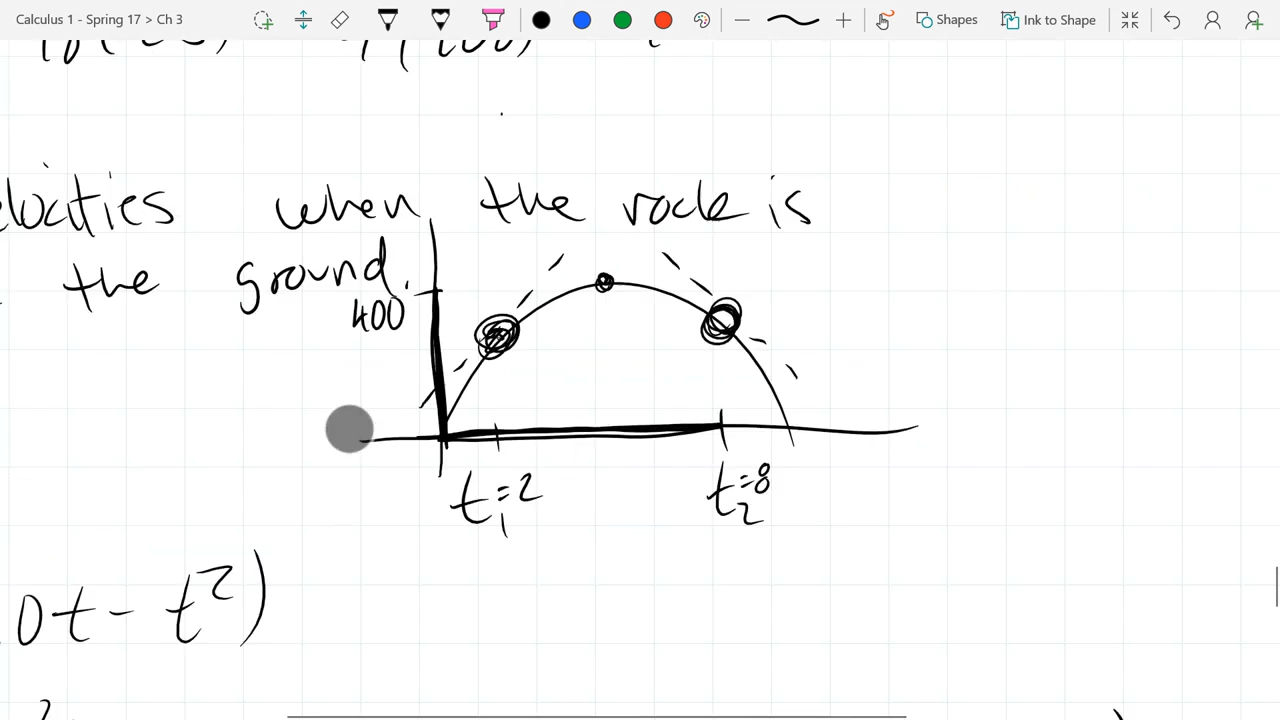 Calculus 1 - Spring 17 > Ch 3
Shapes
Ink to Shape
when the rock is
the ground.
400
t₁=2
t₂=8
0t - t²)